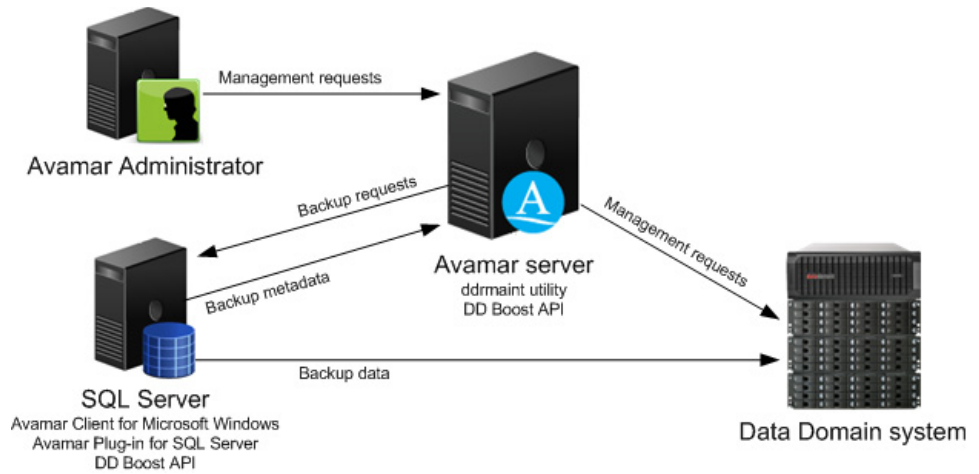 Management requests
Avamar Administrator
Backup requests
Management requests
Backup metadata
Avamar server
ddrmaint utility
DD Boost API
Backup data
SQL Server
Avamar Client for Microsoft Windows
Avamar Plug-in for SQL Server
DD Boost API
Data Domain system
A